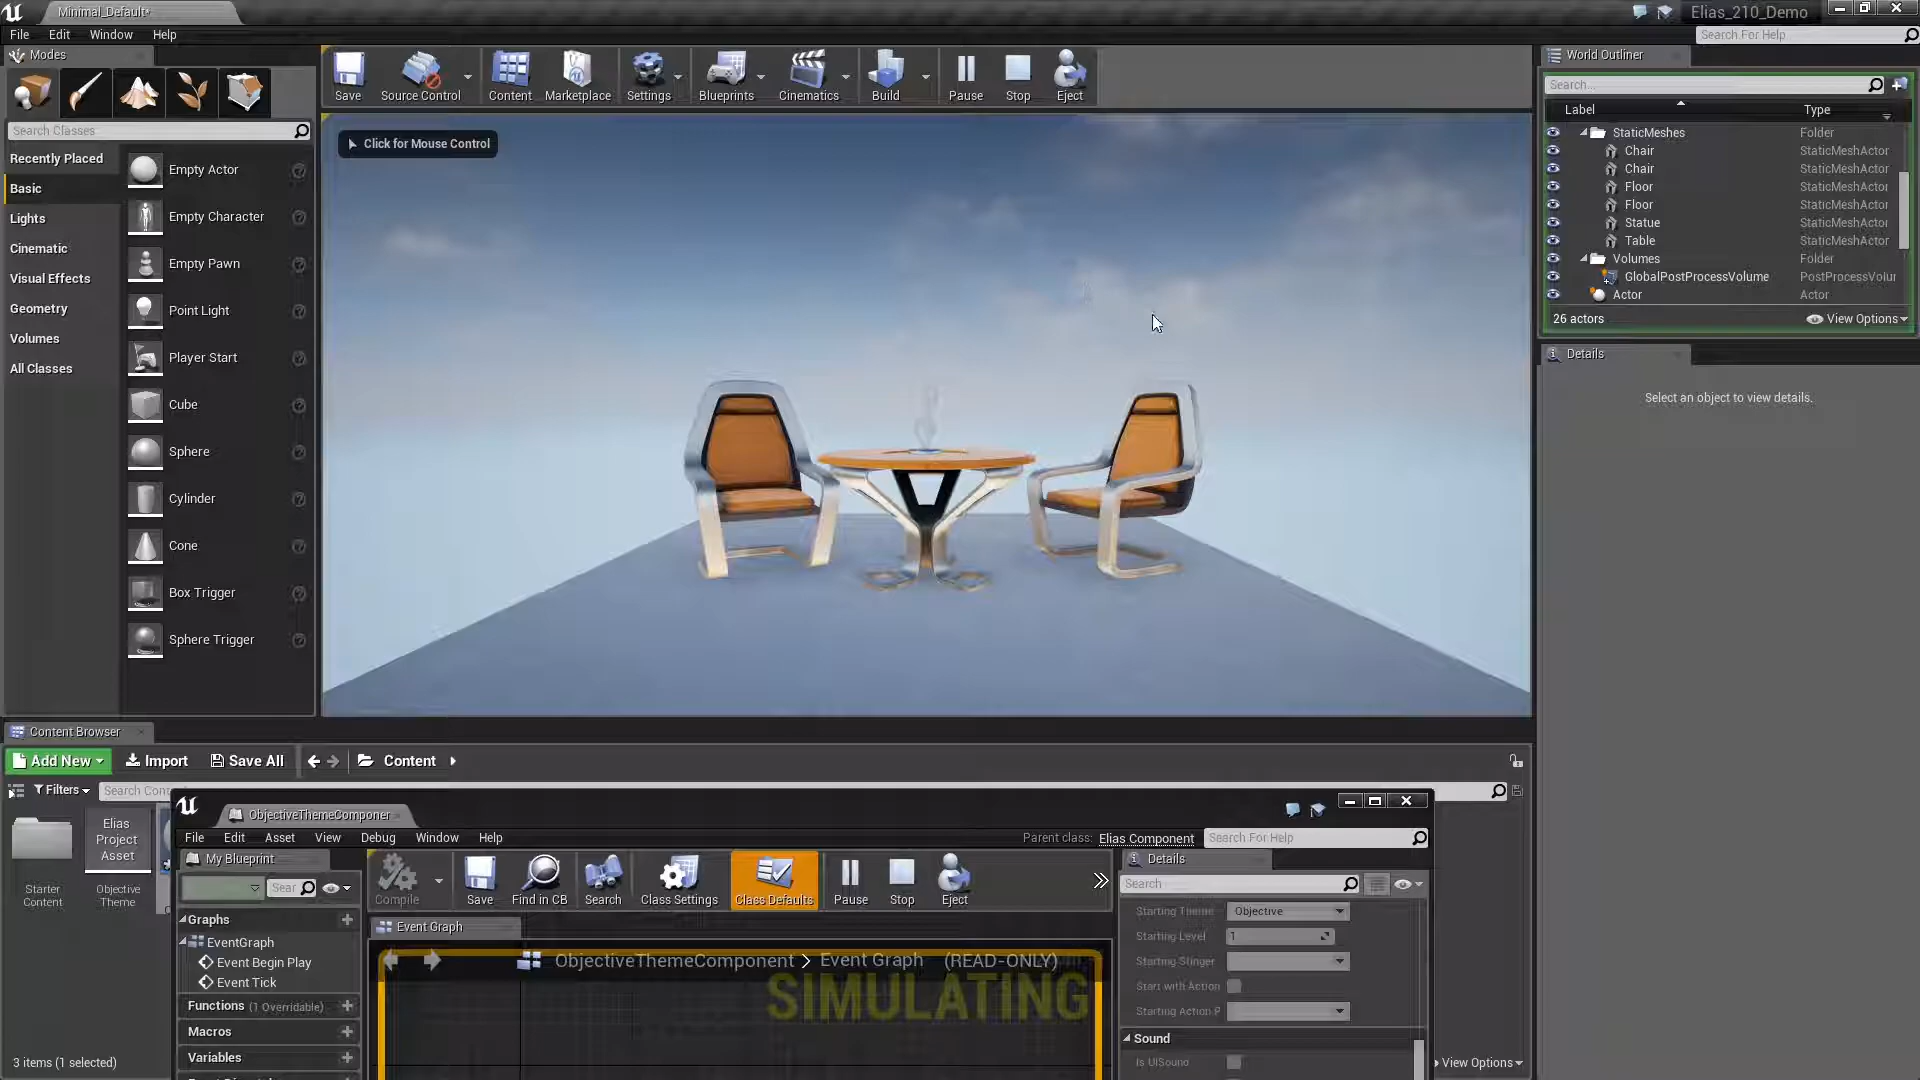 Minimal_Default*
Elias_210_Demo
File Edit Window Help
Search For Help
Modes
Save
Source Control
Content
Marketplace
Settings
Blueprints
Cinematics
Build
Pause
Stop
Eject
Search Classes
Recently Placed
Basic
Lights
Cinematic
Visual Effects
Geometry
Volumes
All Classes
Empty Actor
Empty Character
Empty Pawn
Point Light
Player Start
Cube
Sphere
Cylinder
Cone
Box Trigger
Sphere Trigger
Click for Mouse Control
World Outliner
Search...
Label Type
StaticMeshes Folder
Chair StaticMeshActor
Chair StaticMeshActor
Floor StaticMeshActor
Floor StaticMeshActor
Statue StaticMeshActor
Table StaticMeshActor
Volumes Folder
GlobalPostProcessVolume PostProcessVolur
Actor Actor
26 actors
View Options
Details
Select an object to view details.
Content Browser
Add New Import Save All Content
Filters
Search Con
Elias
Project
Asset
Starter
Content
Objective
Theme
3 items (1 selected)
View Options
ObjectiveThemeComponer
File Edit Asset View Debug Window Help
Parent class: Elias Component
Search For Help
My Blueprint
Sear
Compile
Save
Find in CB
Search
Class Settings
Class Defaults
Pause
Stop
Eject
Graphs
EventGraph
Event Begin Play
Event Tick
Functions (1 Overridable)
Macros
Variables
Event Graph
ObjectiveThemeComponent > Event Graph (READ-ONLY)
SIMULATING
Details
Search
Starting Theme Objective
Starting Level 1
Starting Stinger
Start with Action
Starting Action P
Sound
Is UISound